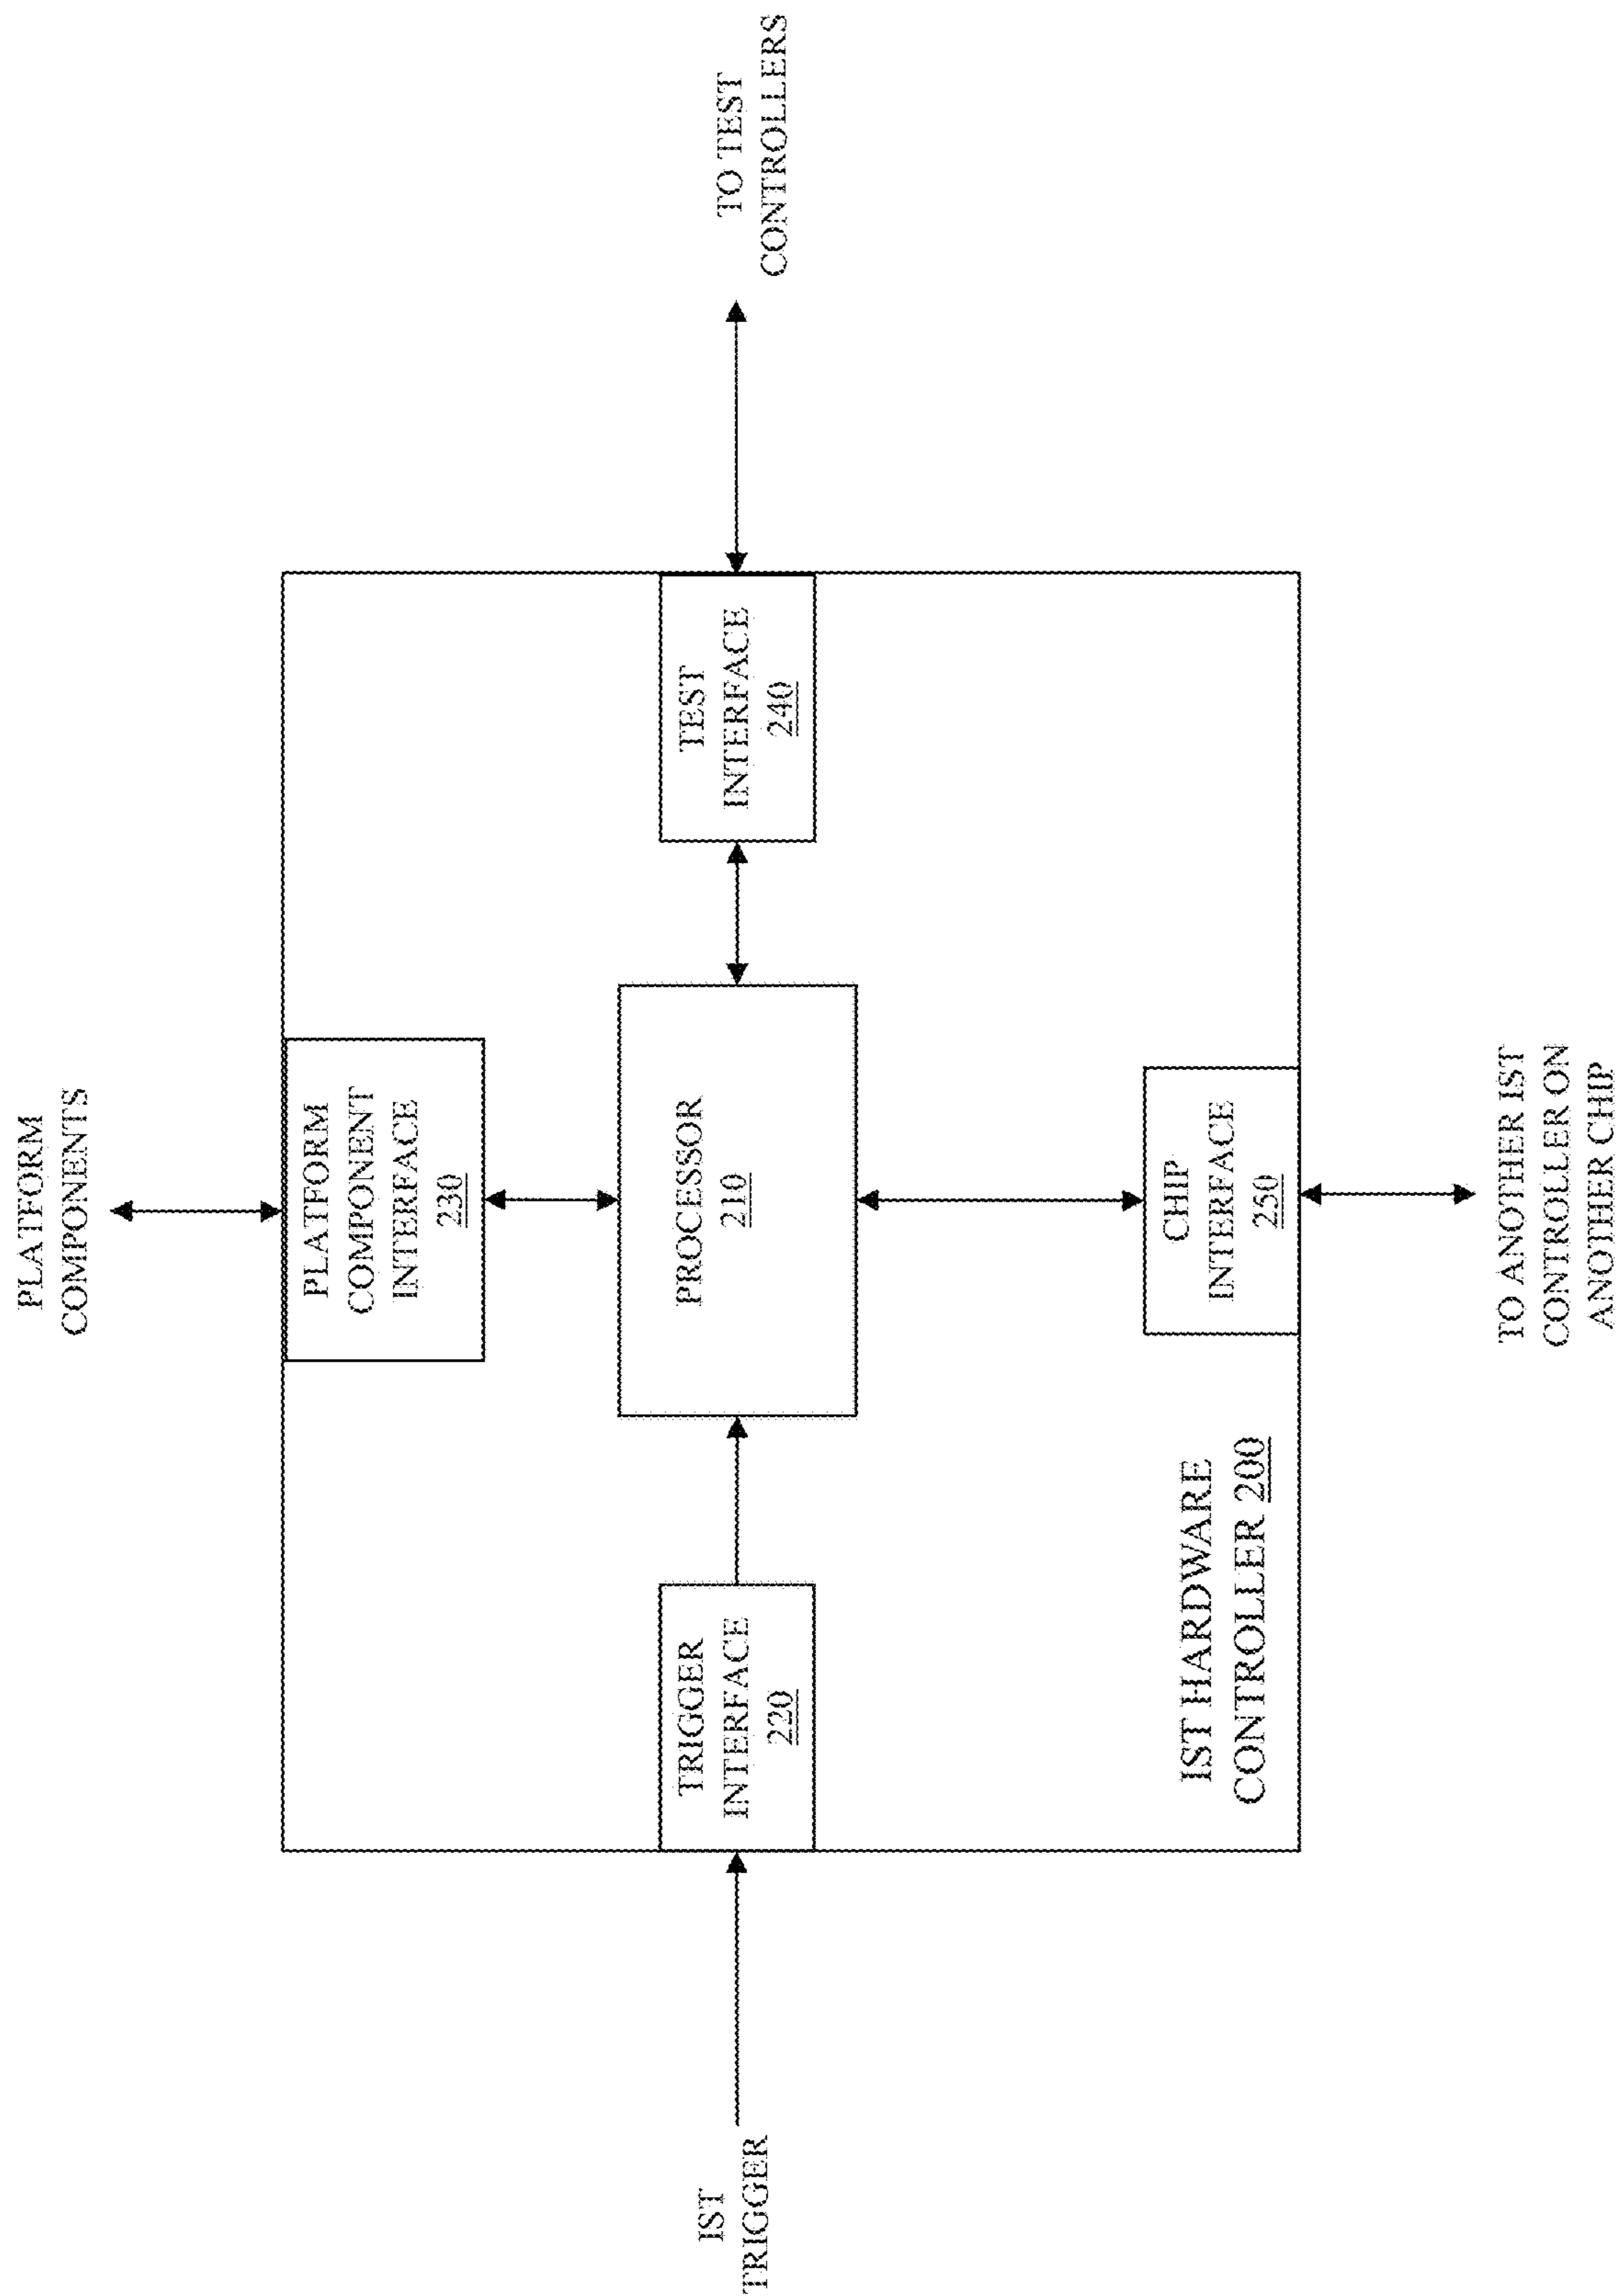 PLATFORM
COMPONENTS
PLATFORM
COMPONENT
INTERFACE
230
IST
TRIGGER
TRIGGER
INTERFACE
220
PROCESSOR
210
TEST
INTERFACE
240
TO TEST
CONTROLLERS
CHIP
INTERFACE
250
IST HARDWARE
CONTROLLER 200
TO ANOTHER IST
CONTROLLER ON
ANOTHER CHIP